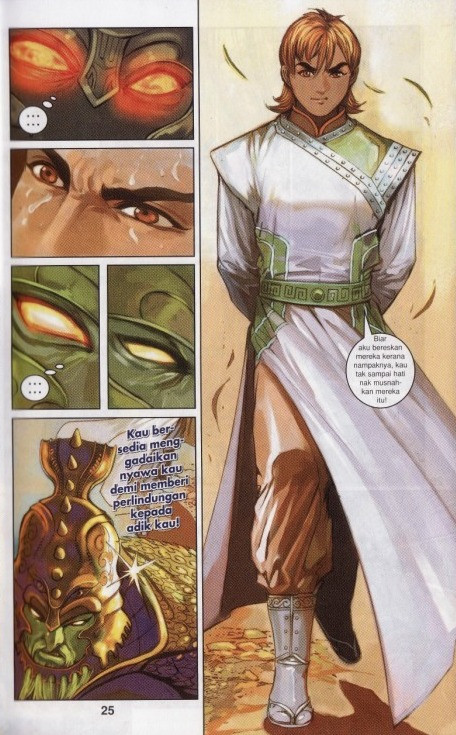 ...
...
...
...
Kau ber-
sedia meng-
gadaikan
nyawa kau
demi memberi
perlindungan
kepada
adik kau!
Biar
aku bereskan
mereka kerana
nampaknya, kau
tak sampai hati
nak musnah-
kan mereka
itu!
25